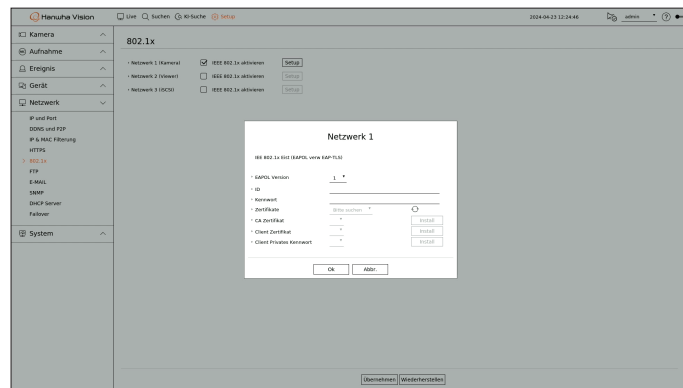 Hanwha Vision
Live Suchen KI-Suche Setup
2024-04-23 12:24:46
admin
Kamera
Aufnahme
Ereignis
Gerät
Netzwerk
IP und Port
DDNS und P2P
IP & MAC Filterung
HTTPS
> 802.1x
FTP
E-MAIL
SNMP
DHCP Server
Failover
System
802.1x
Netzwerk 1 (Kamera) IEEE 802.1x aktivieren Setup
Netzwerk 2 (Viewer) IEEE 802.1x aktivieren Setup
Netzwerk 3 (iSCSI) IEEE 802.1x aktivieren Setup
Netzwerk 1
IEE 802.1x Eist (EAPOL verw EAP-TLS)
EAPOL Version 1
ID
Kennwort
Zertifikate Bitte suchen
CA Zertifikat * Install
Client Zertifikat * Install
Client Privates Kennwort * Install
Ok Abbr.
Übernehmen Wiederherstellen